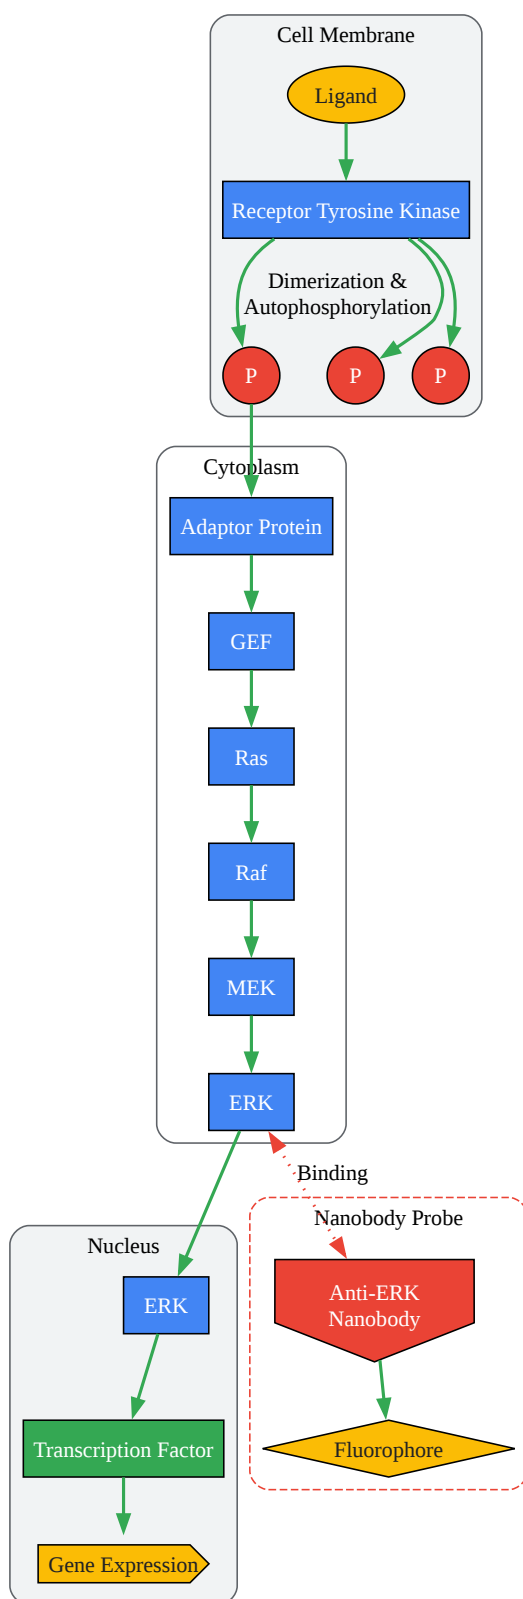 Cell Membrane
Ligand
Receptor Tyrosine Kinase
Dimerization &
Autophosphorylation
P
P
P
Cytoplasm
Adaptor Protein
GEF
Ras
Raf
MEK
ERK
Binding
Nanobody Probe
Anti-ERK
Nanobody
Fluorophore
Nucleus
ERK
Transcription Factor
Gene Expression